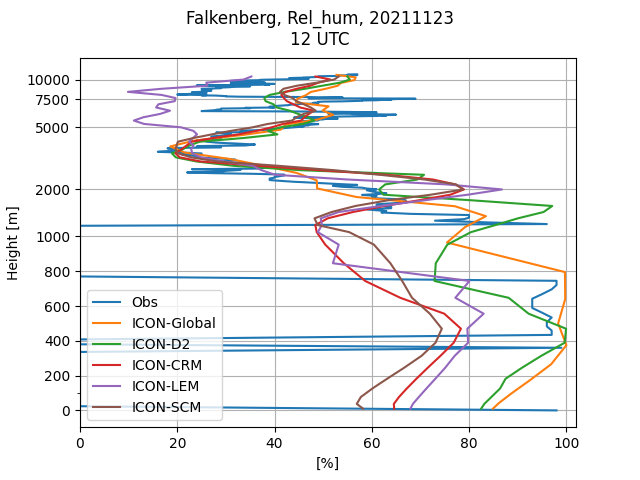 Falkenberg, Rel_hum, 20211123
12 UTC
10000
7500
5000
2000
1000
800
600
400
200
0
Height [m]
Obs
ICON-Global
ICON-D2
ICON-CRM
ICON-LEM
ICON-SCM
0 20 40 60 80 100
[%]